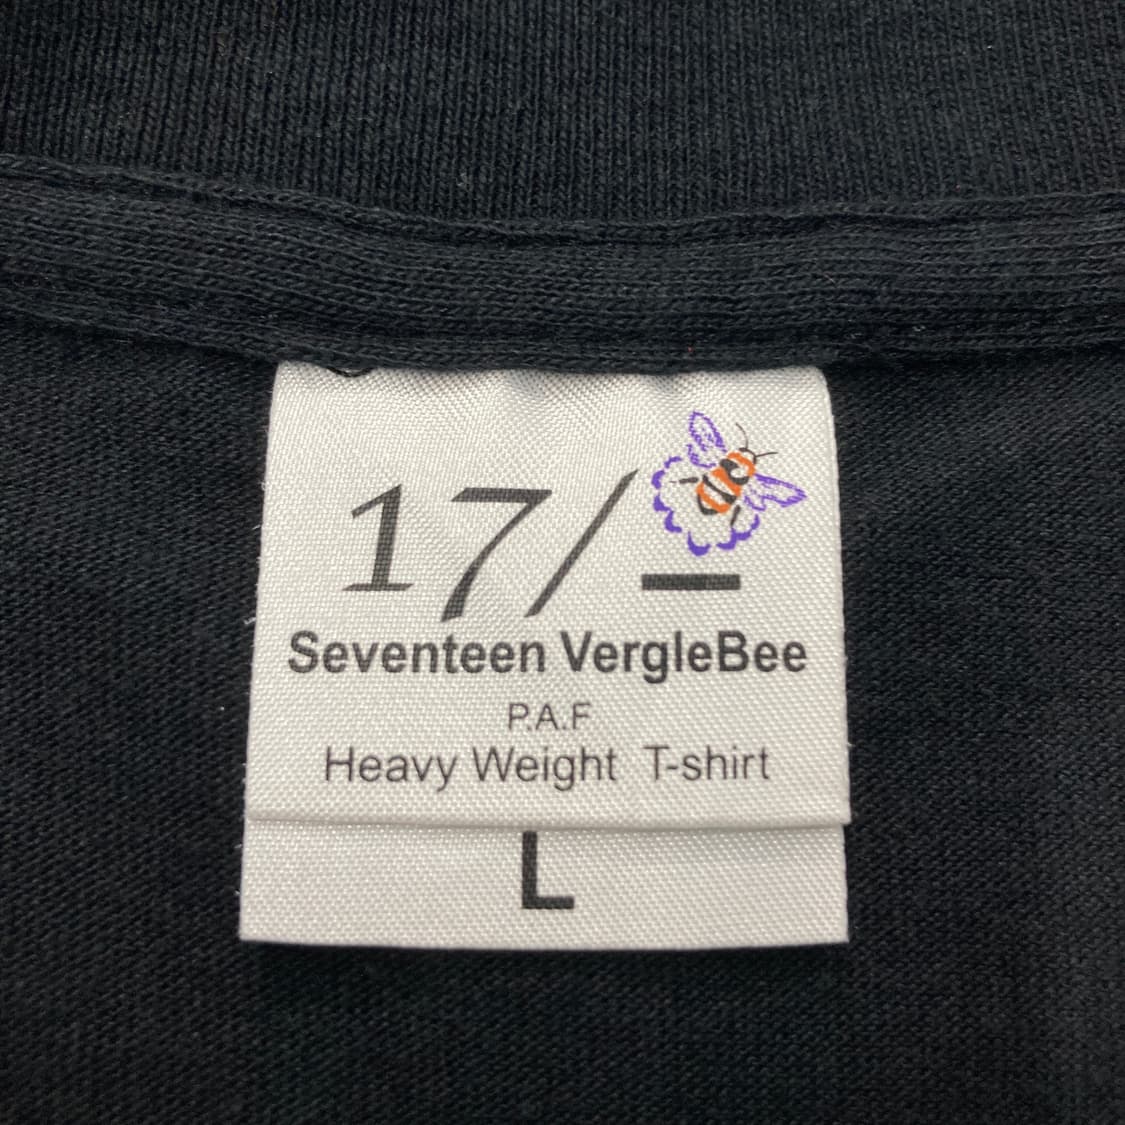 17/-
Seventeen VergleBee
P.A.F
Heavy Weight T-shirt
L